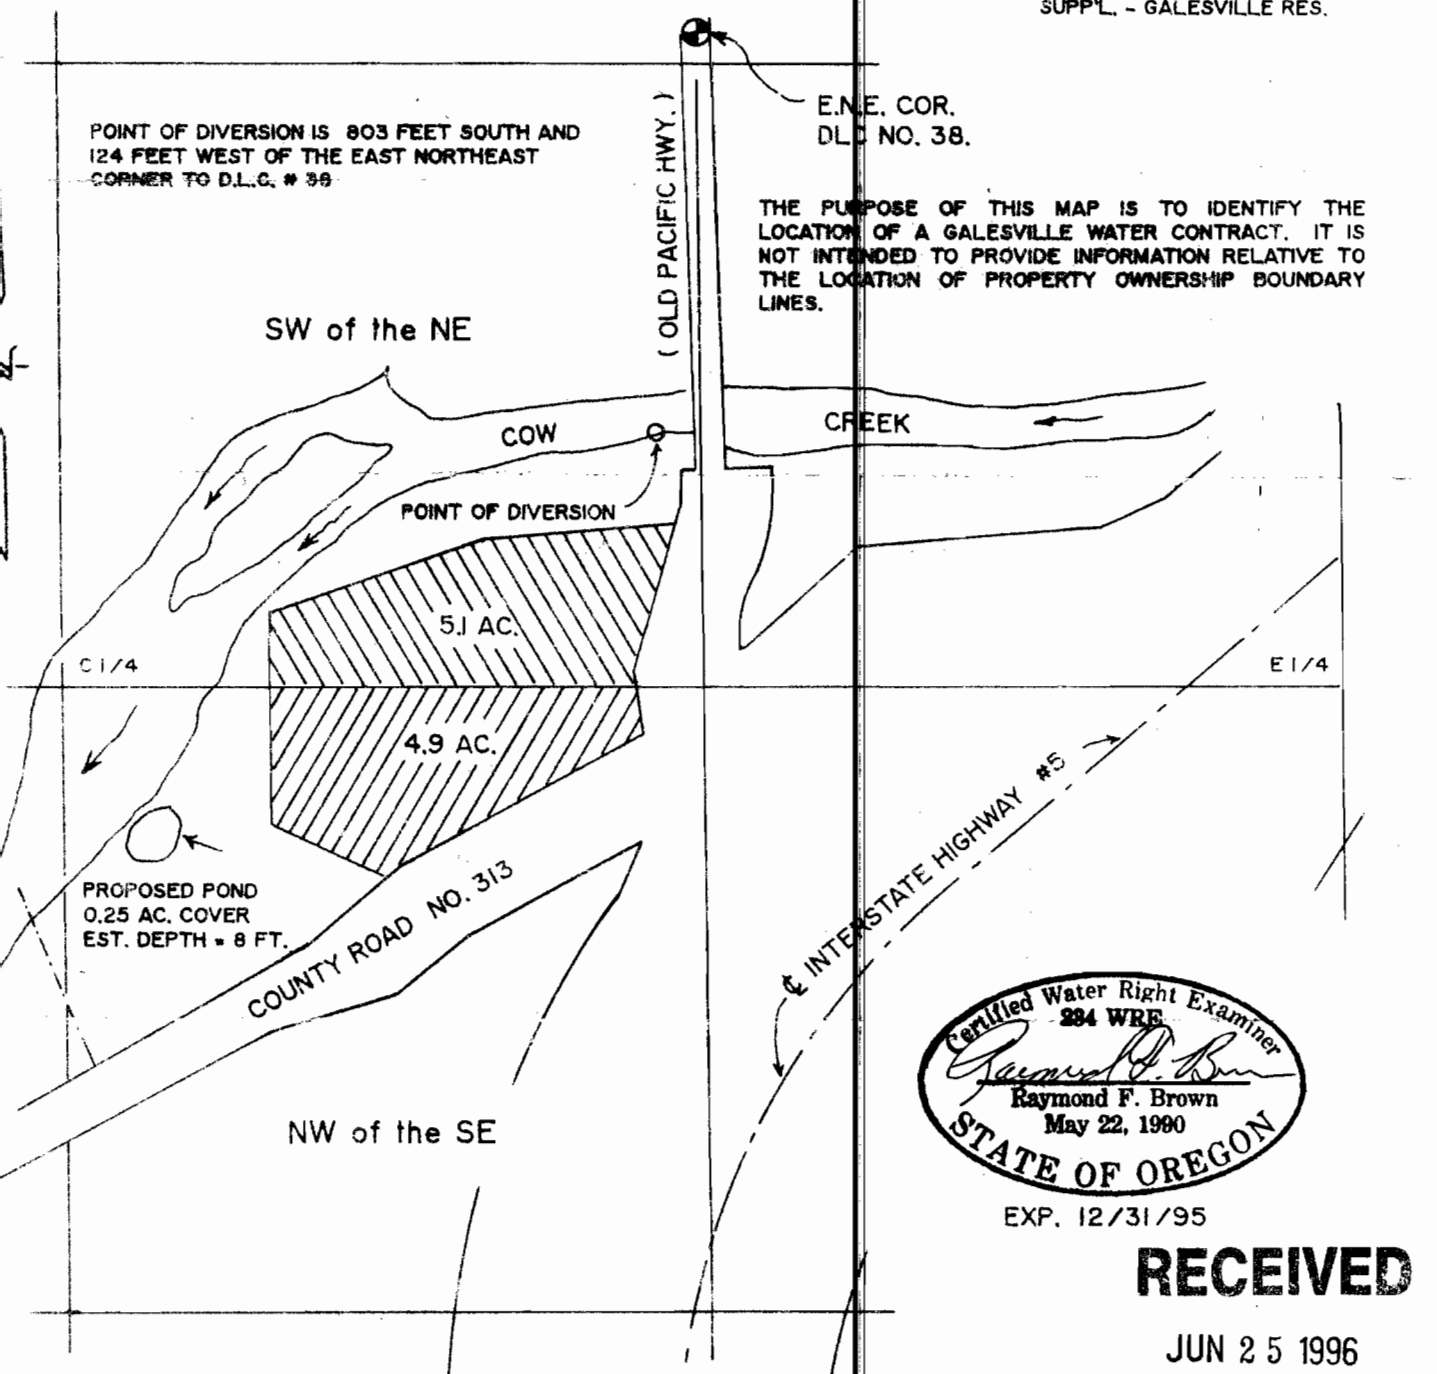 SUPP'L. - GALESVILLE RES.
E.N.E. COR.
DLC NO. 38.
POINT OF DIVERSION IS 803 FEET SOUTH AND
124 FEET WEST OF THE EAST NORTHEAST
CORNER TO D.L.C. # 38
( OLD PACIFIC HWY. )
THE PURPOSE OF THIS MAP IS TO IDENTIFY THE
LOCATION OF A GALESVILLE WATER CONTRACT. IT IS
NOT INTENDED TO PROVIDE INFORMATION RELATIVE TO
THE LOCATION OF PROPERTY OWNERSHIP BOUNDARY
LINES.
SW of the NE
COW CREEK
POINT OF DIVERSION
5.1 AC.
C 1/4
E 1/4
4.9 AC.
PROPOSED POND
0.25 AC. COVER
EST. DEPTH = 8 FT.
COUNTY ROAD NO. 313
℄ INTERSTATE HIGHWAY #5
NW of the SE
Certified Water Right Examiner
284 WRE
Raymond F. Brown
Raymond F. Brown
May 22, 1990
STATE OF OREGON
EXP. 12/31/95
RECEIVED
JUN 25 1996